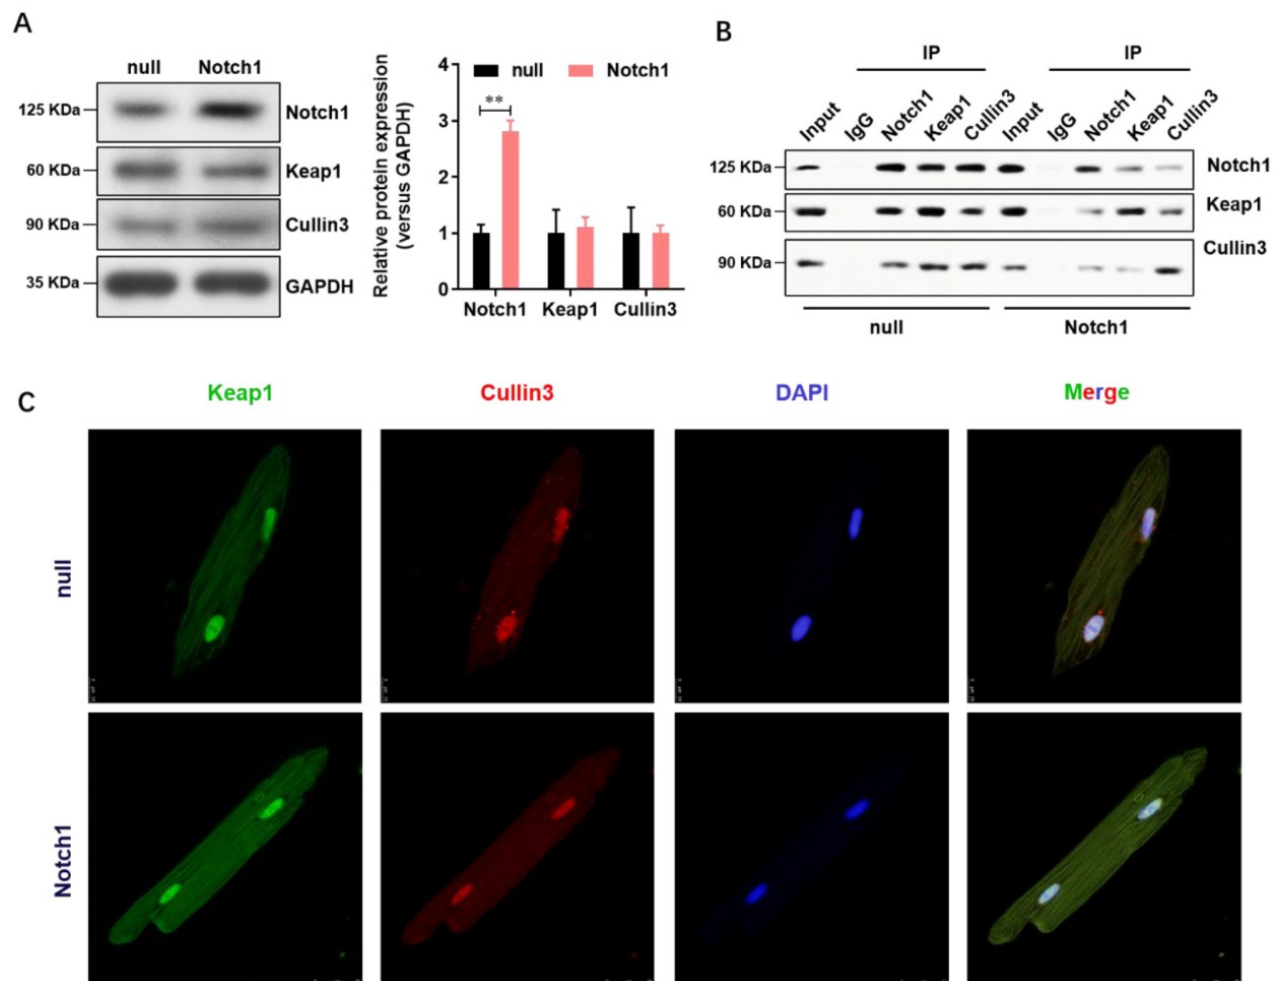 A
null Notch1
125 KDa
Notch1
60 KDa
Keap1
90 KDa
Cullin3
35 KDa
GAPDH
Relative protein expression
(versus GAPDH)
4
3
2
1
0
null Notch1
**
Notch1 Keap1 Cullin3
B
IP IP
Input IgG Notch1 Keap1 Cullin3 Input IgG Notch1 Keap1 Cullin3
125 KDa
Notch1
60 KDa
Keap1
90 KDa
Cullin3
null Notch1
C
Keap1 Cullin3 DAPI Merge
null
Notch1